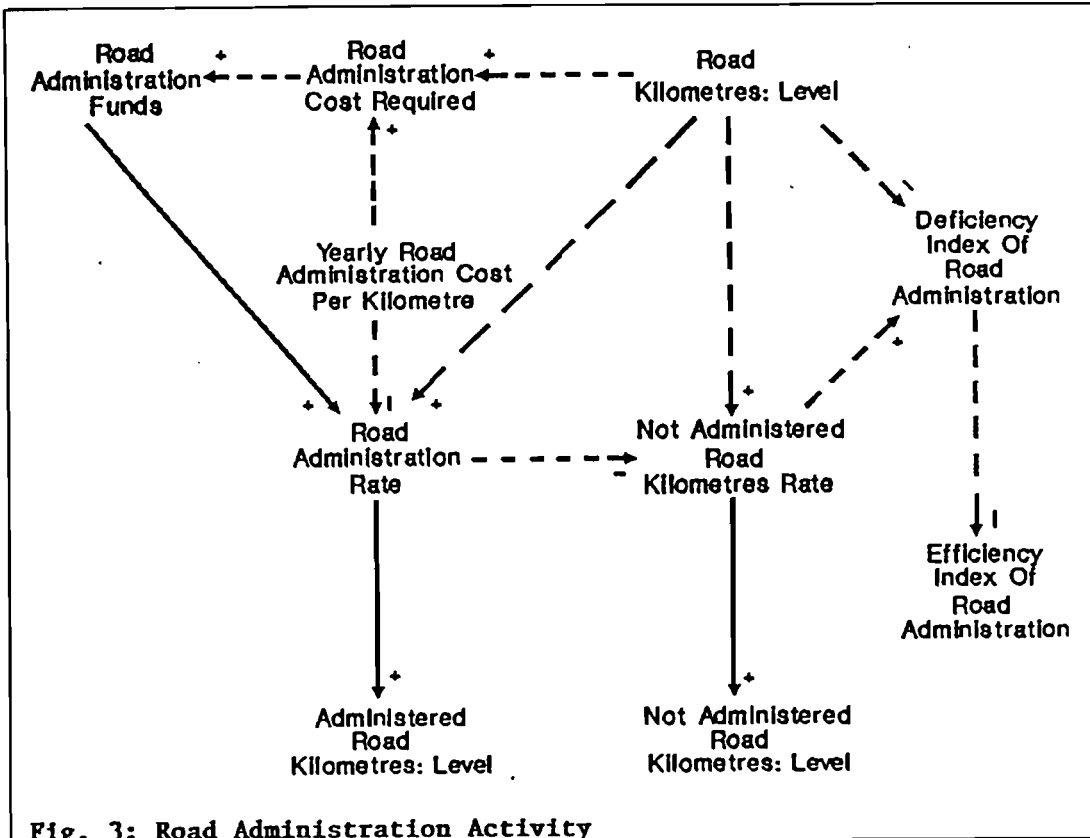 Road
Administration
Funds
Road
Administration
Cost Required
Road
Kilometres: Level
Yearly Road
Administration Cost
Per Kilometre
Deficiency
Index Of
Road
Administration
Road
Administration
Rate
Not Administered
Road
Kilometres Rate
Efficiency
Index Of
Road
Administration
Administered
Road
Kilometres: Level
Not Administered
Road
Kilometres: Level
Fig. 3: Road Administration Activity